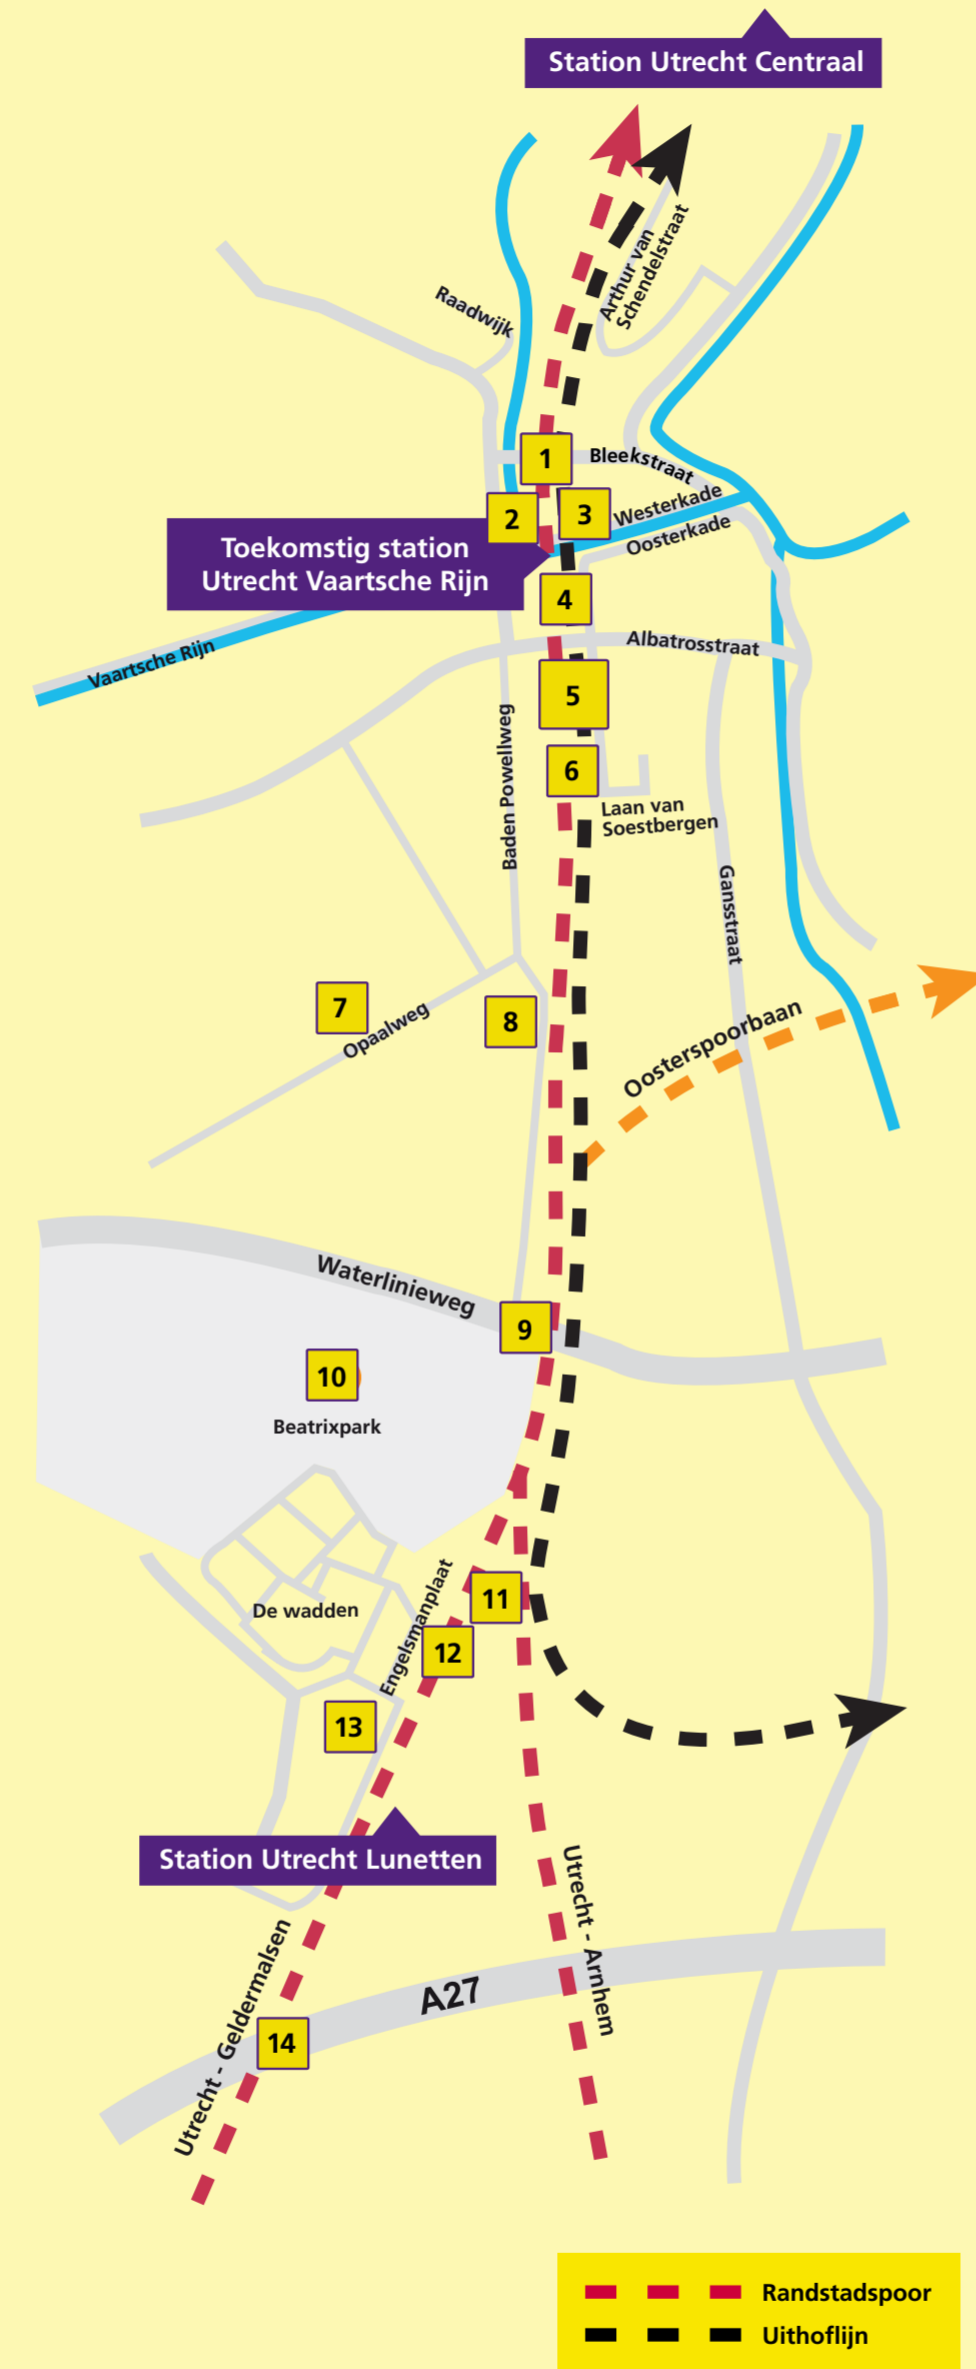 Station Utrecht Centraal
Arthur van
Schendelstraat
Raadwijk
1
Bleekstraat
2
3
Westerkade
Oosterkade
Toekomstig station
Utrecht Vaartsche Rijn
4
Albatrosstraat
Vaartsche Rijn
5
Baden Powellweg
6
Laan van
Soestbergen
Gansstraat
7
8
Opaalweg
Oosterspoorbaan
Waterlinieweg
9
10
Beatrixpark
11
De wadden
Engelsmanplaat
12
13
Station Utrecht Lunetten
Utrecht - Arnhem
Utrecht - Geldermalsen
A27
14
Randstadspoor
Uithoflijn